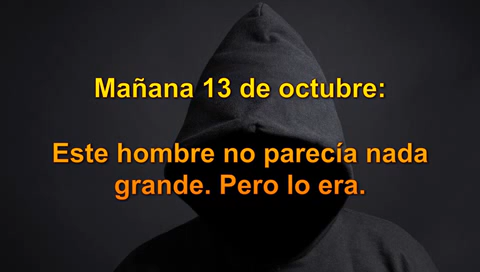 Mañana 13 de octubre:
Este hombre no parecía nada
grande. Pero lo era.